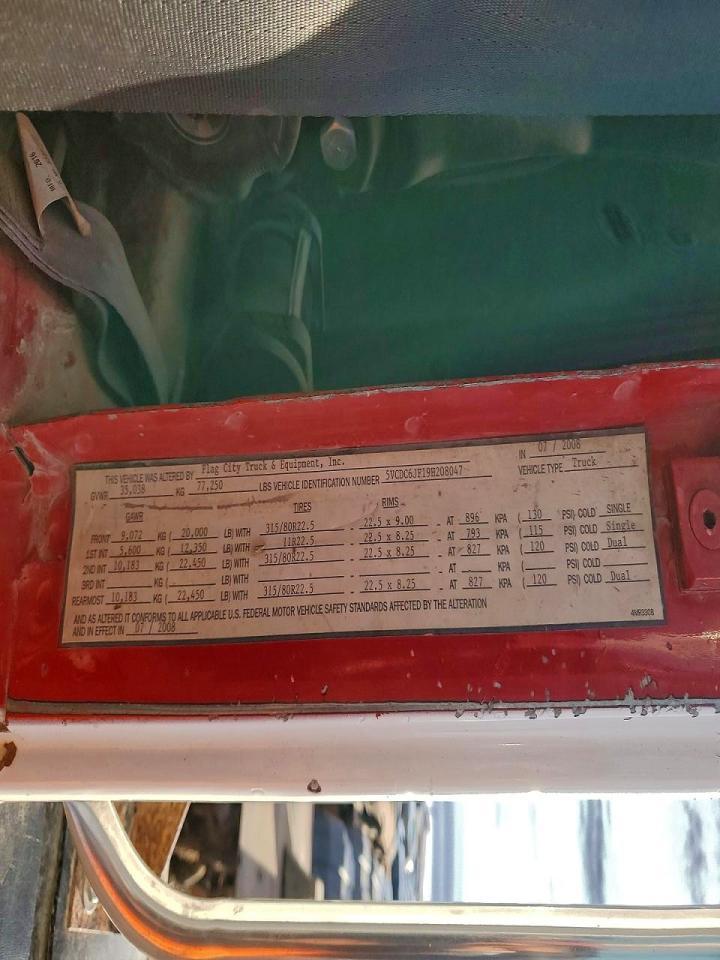 MFD. 2016
THIS VEHICLE WAS ALTERED BY Flag City Truck & Equipment, Inc. IN 07 / 2008
GVWR 35,038 KG 77,250 LBS VEHICLE IDENTIFICATION NUMBER 5VCDC6JF19H208047 VEHICLE TYPE Truck
GAWR TIRES RIMS
FRONT 9,072 KG ( 20,000 LB) WITH 315/80R22.5 - 22.5 x 9.00 AT 896 KPA ( 130 PSI) COLD SINGLE
1ST INT 5,600 KG ( 12,350 LB) WITH 11R22.5 - 22.5 x 8.25 AT 793 KPA ( 115 PSI) COLD Single
2ND INT 10,183 KG ( 22,450 LB) WITH 315/80R22.5 - 22.5 x 8.25 AT 827 KPA ( 120 PSI) COLD Dual
3RD INT KG ( LB) WITH - AT KPA ( PSI) COLD
REARMOST 10,183 KG ( 22,450 LB) WITH 315/80R22.5 - 22.5 x 8.25 AT 827 KPA ( 120 PSI) COLD Dual
AND AS ALTERED IT CONFORMS TO ALL APPLICABLE U.S. FEDERAL MOTOR VEHICLE SAFETY STANDARDS AFFECTED BY THE ALTERATION
AND IN EFFECT IN 07 / 2008
4MR3308